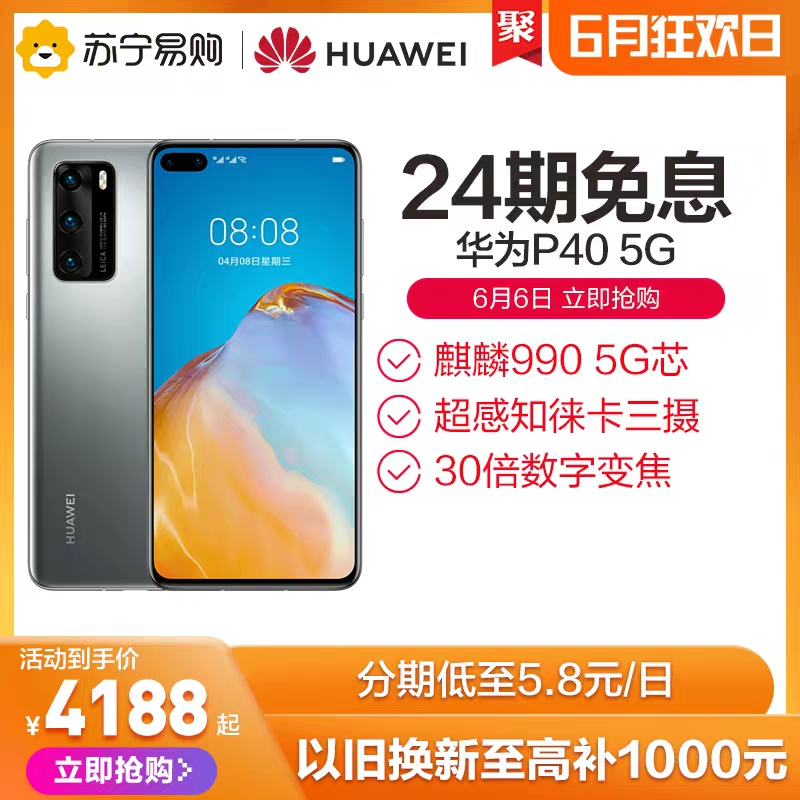 苏宁易购
HUAWEI
聚
6月狂欢日
24期免息
华为P40 5G
6月6日 立即抢购
麒麟990 5G芯
超感知徕卡三摄
30倍数字变焦
08:08
04月08日星期三
LEICA
HUAWEI
活动到手价
¥4188起
立即抢购>
分期低至5.8元/日
以旧换新至高补1000元